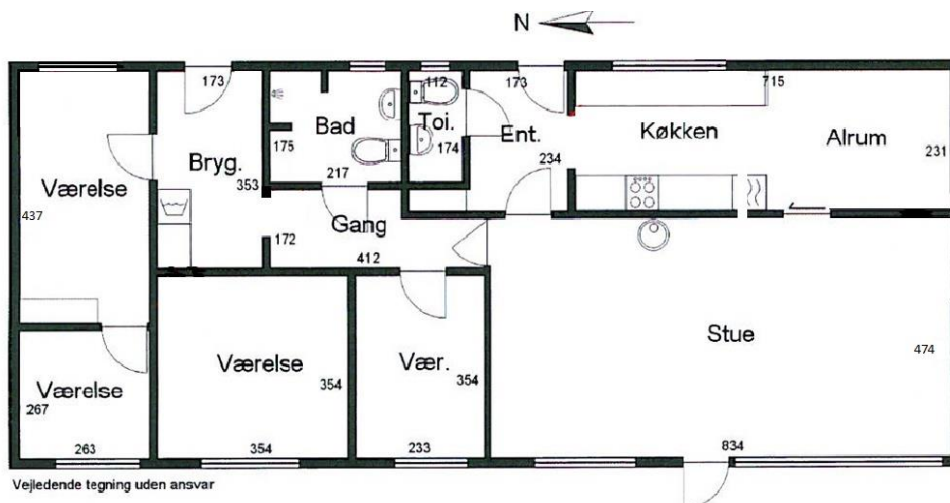 N
173
112
173
715
Bad
Toi.
Ent.
Køkken
Alrum
175
174
231
Bryg.
234
217
Værelse
353
437
Gang
172
412
Stue
474
Værelse
Vær.
Værelse
354
354
267
263
354
233
834
Vejledende tegning uden ansvar